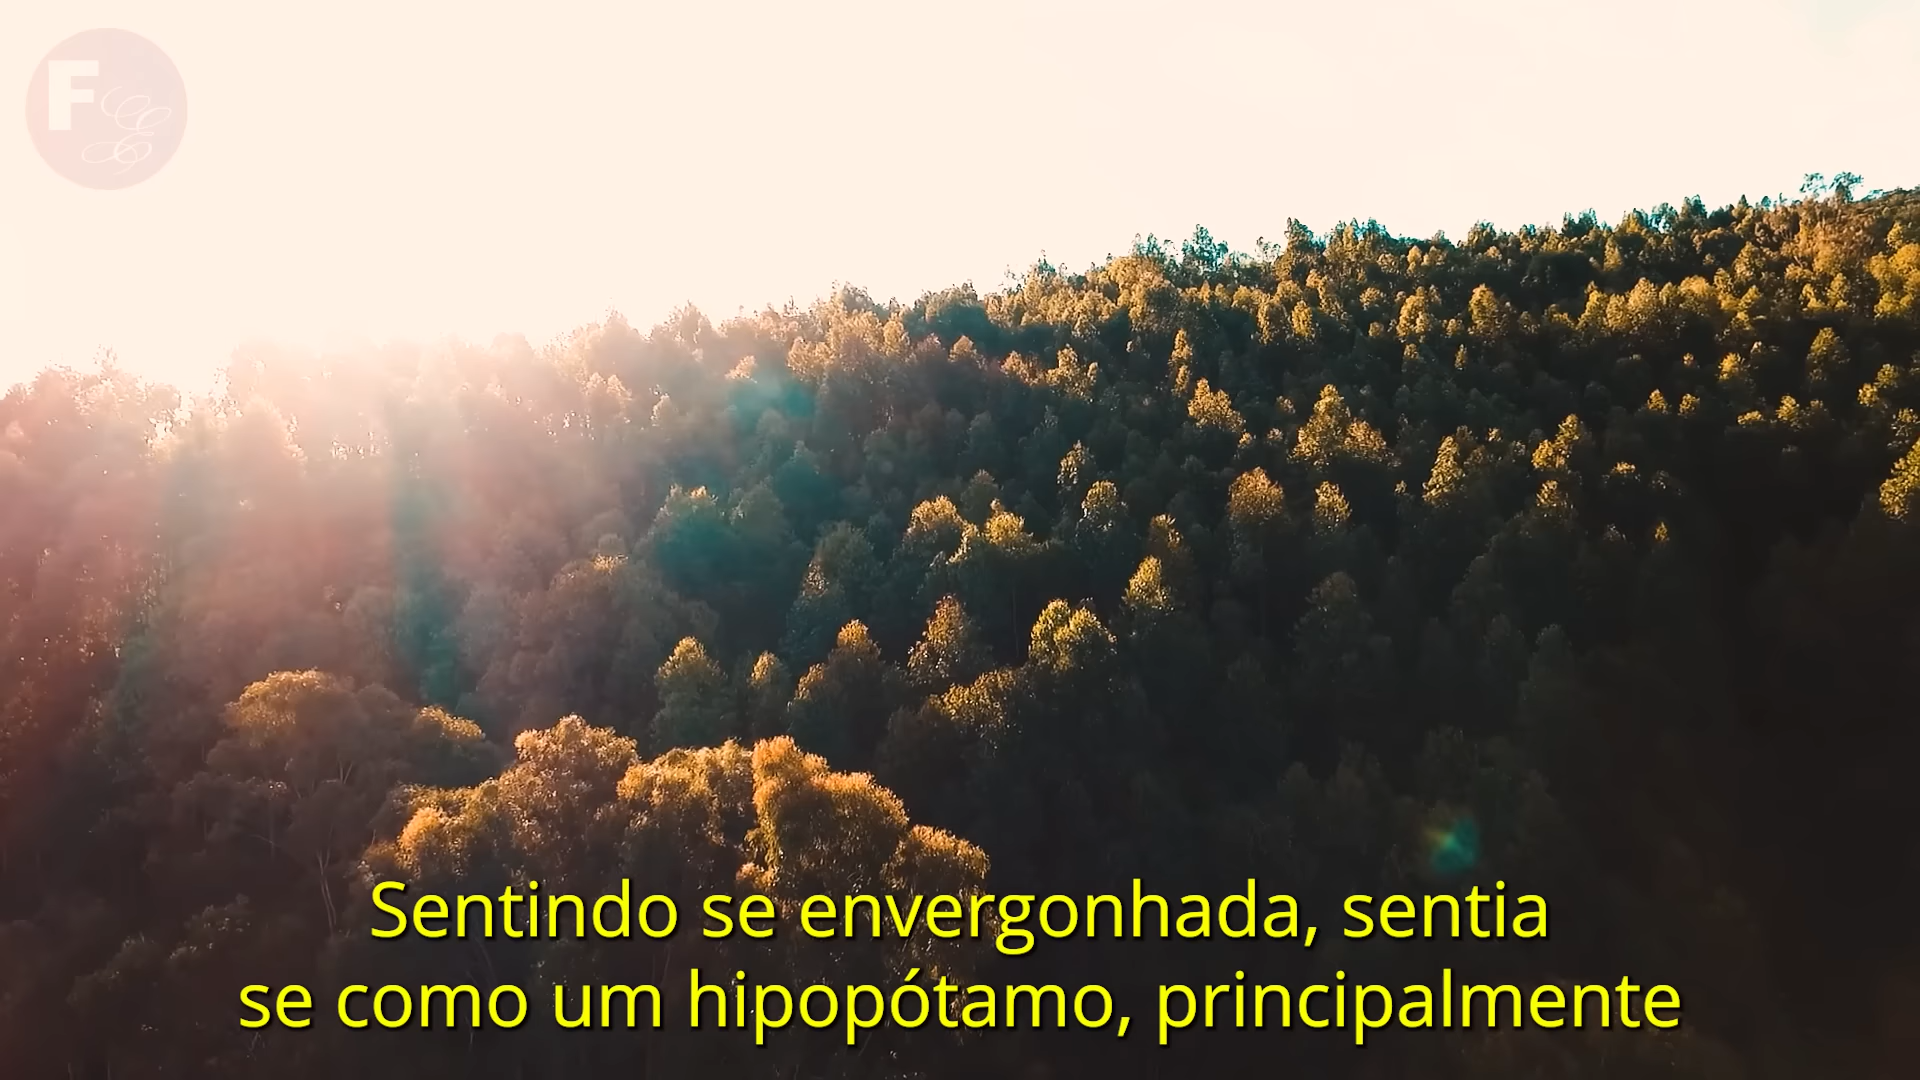 F
Sentindo se envergonhada, sentia
se como um hipopótamo, principalmente